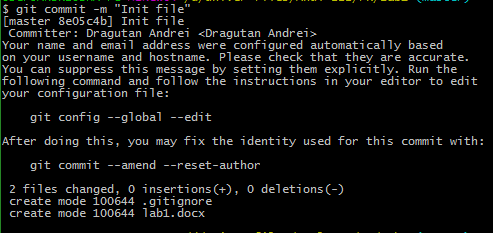 $ git commit -m "Init file"
[master 8e05c4b] Init file
Committer: Dragutan Andrei <Dragutan Andrei>
Your name and email address were configured automatically based
on your username and hostname. Please check that they are accurate.
You can suppress this message by setting them explicitly. Run the
following command and follow the instructions in your editor to edit
your configuration file:
git config --global --edit
After doing this, you may fix the identity used for this commit with:
git commit --amend --reset-author
2 files changed, 0 insertions(+), 0 deletions(-)
create mode 100644 .gitignore
create mode 100644 lab1.docx